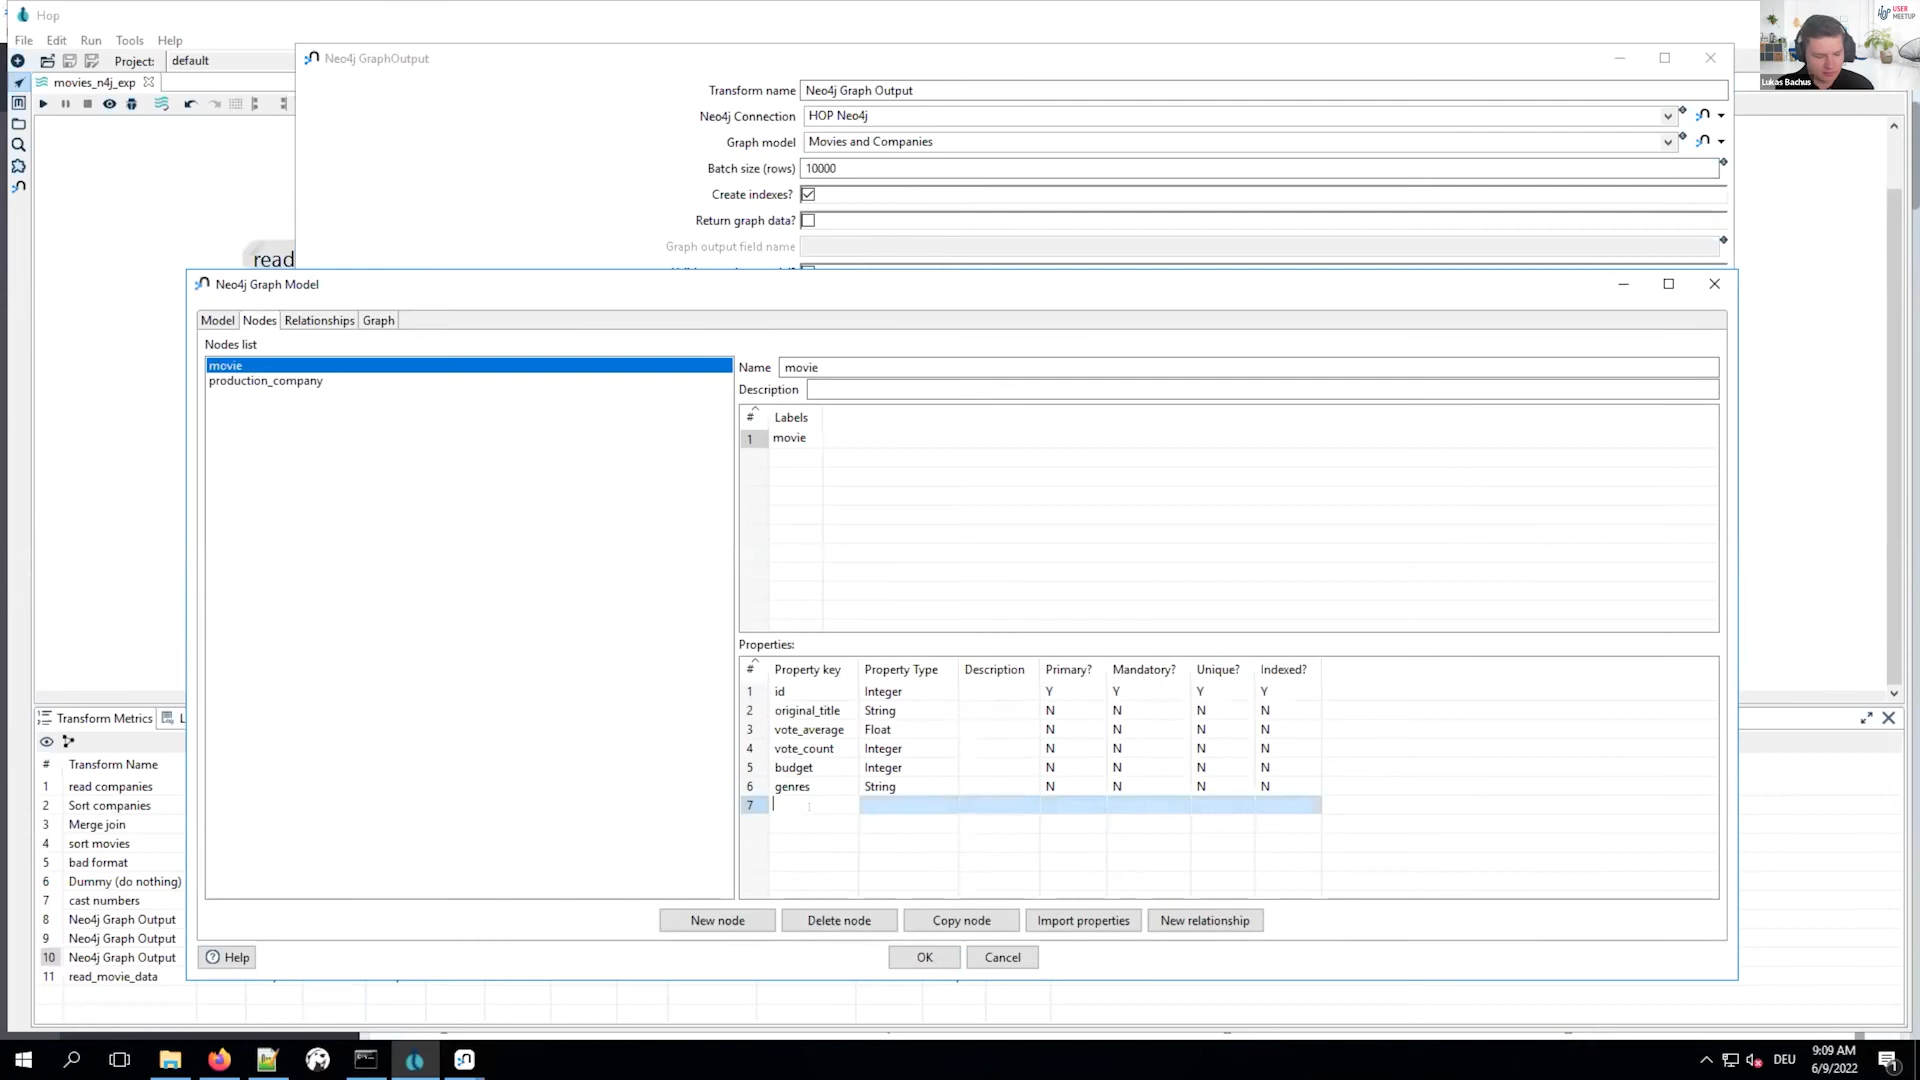 Hop
File Edit Run Tools Help
Project: default
movies_n4j_exp
read
Neo4j GraphOutput
Transform name Neo4j Graph Output
Neo4j Connection HOP Neo4j
Graph model Movies and Companies
Batch size (rows) 10000
Create indexes?
Return graph data?
Graph output field name
HOP USER MEETUP
Lukas Bachus
Neo4j Graph Model
Model Nodes Relationships Graph
Nodes list
movie
production_company
Name movie
Description
# Labels
1 movie
Properties:
# Property key Property Type Description Primary? Mandatory? Unique? Indexed?
1 id Integer Y Y Y Y
2 original_title String N N N N
3 vote_average Float N N N N
4 vote_count Integer N N N N
5 budget Integer N N N N
6 genres String N N N N
7
New node Delete node Copy node Import properties New relationship
Help OK Cancel
Transform Metrics L
# Transform Name
1 read companies
2 Sort companies
3 Merge join
4 sort movies
5 bad format
6 Dummy (do nothing)
7 cast numbers
8 Neo4j Graph Output
9 Neo4j Graph Output
10 Neo4j Graph Output
11 read_movie_data
DEU
9:09 AM
6/9/2022
1